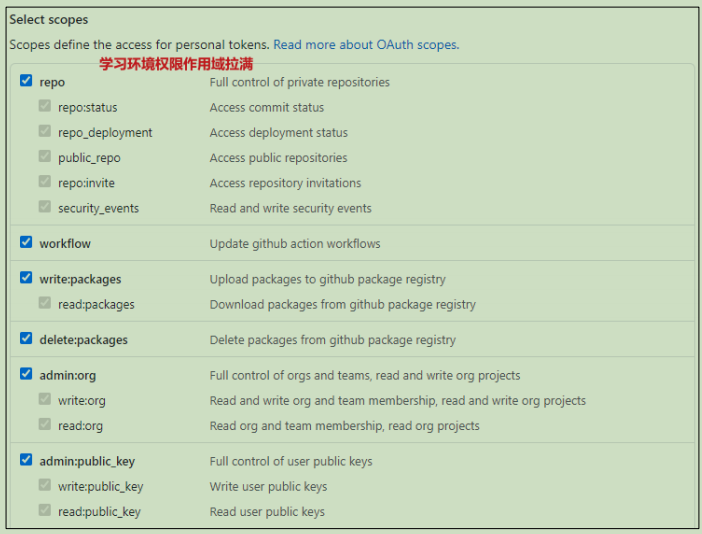 Select scopes
Scopes define the access for personal tokens. Read more about OAuth scopes.
学习环境权限作用域拉满
repo Full control of private repositories
repo:status Access commit status
repo_deployment Access deployment status
public_repo Access public repositories
repo:invite Access repository invitations
security_events Read and write security events
workflow Update github action workflows
write:packages Upload packages to github package registry
read:packages Download packages from github package registry
delete:packages Delete packages from github package registry
admin:org Full control of orgs and teams, read and write org projects
write:org Read and write org and team membership, read and write org projects
read:org Read org and team membership, read org projects
admin:public_key Full control of user public keys
write:public_key Write user public keys
read:public_key Read user public keys